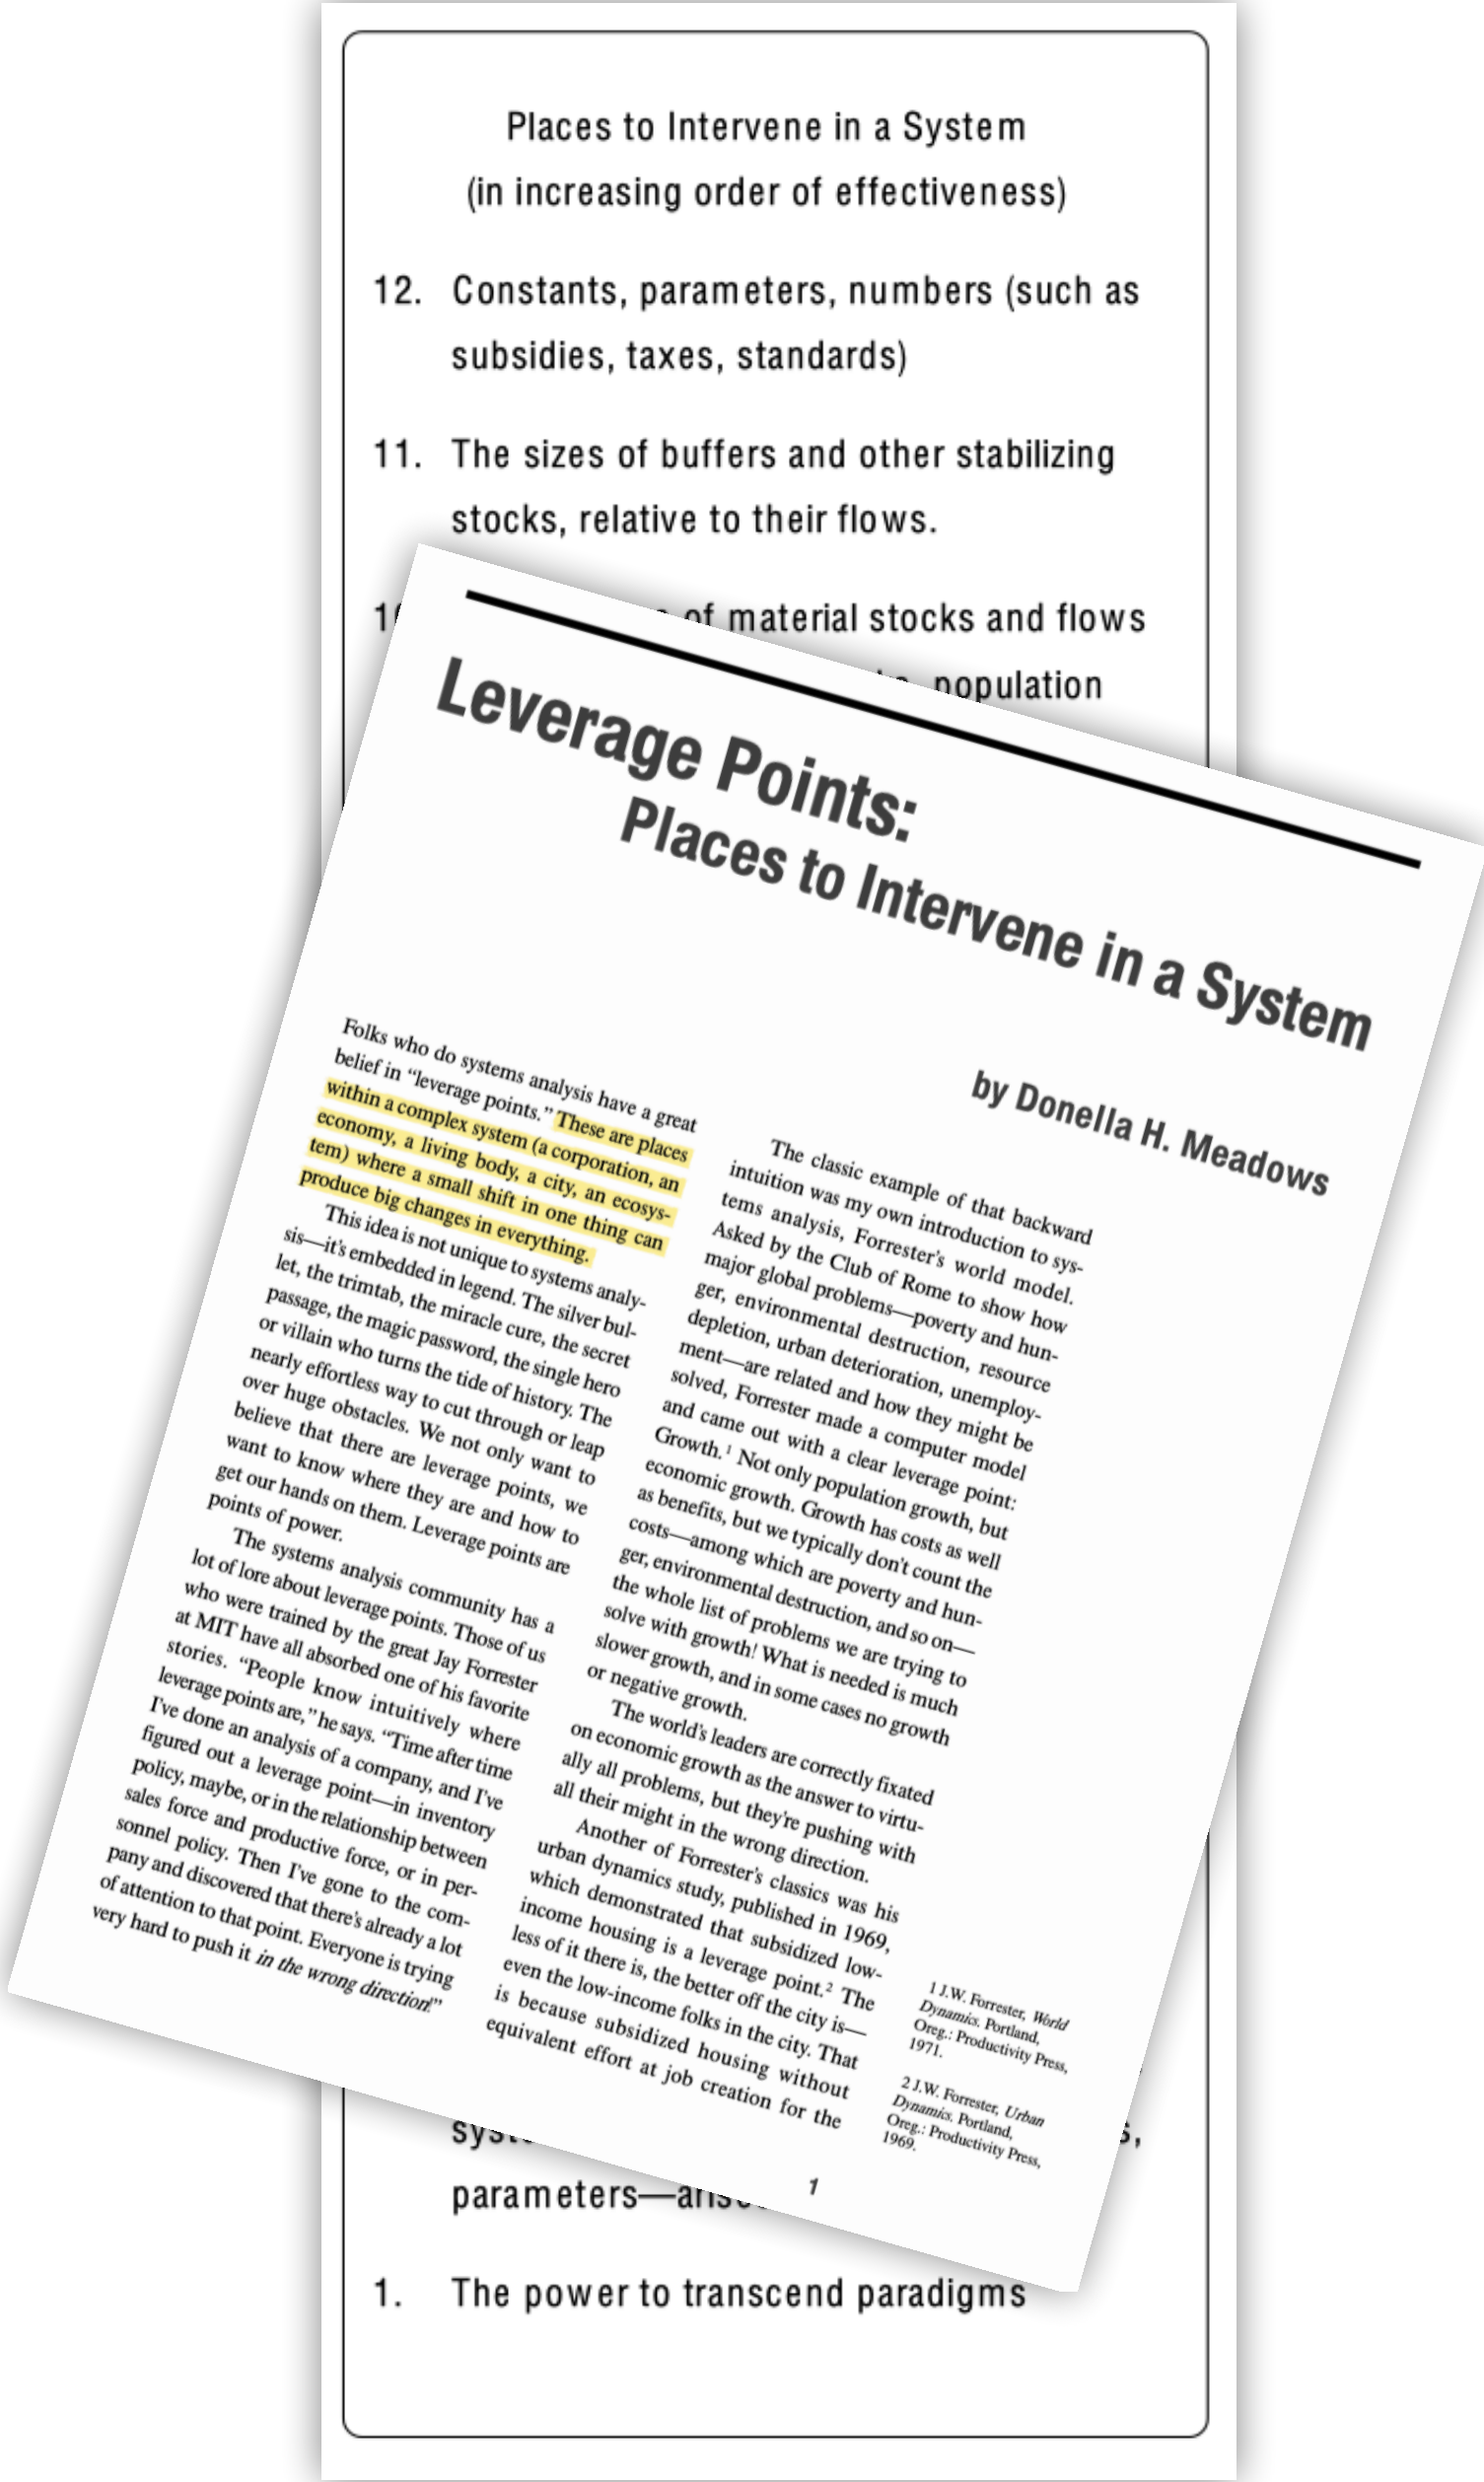 Places to Intervene in a System
(in increasing order of effectiveness)
12. Constants, parameters, numbers (such as
subsidies, taxes, standards)
11. The sizes of buffers and other stabilizing
stocks, relative to their flows.
of material stocks and flows
population
Leverage Points:
Places to Intervene in a System
by Donella H. Meadows
Folks who do systems analysis have a great
belief in “leverage points.” These are places
within a complex system (a corporation, an
economy, a living body, a city, an ecosys-
tem) where a small shift in one thing can
produce big changes in everything.
This idea is not unique to systems analy-
sis—it’s embedded in legend. The silver bul-
let, the trimtab, the miracle cure, the secret
passage, the magic password, the single hero
or villain who turns the tide of history. The
nearly effortless way to cut through or leap
over huge obstacles. We not only want to
believe that there are leverage points, we
want to know where they are and how to
get our hands on them. Leverage points are
points of power.
The systems analysis community has a
lot of lore about leverage points. Those of us
who were trained by the great Jay Forrester
at MIT have all absorbed one of his favorite
stories. “People know intuitively where
leverage points are,” he says. “Time after time
I’ve done an analysis of a company, and I’ve
figured out a leverage point—in inventory
policy, maybe, or in the relationship between
sales force and productive force, or in per-
sonnel policy. Then I’ve gone to the com-
pany and discovered that there’s already a lot
of attention to that point. Everyone is trying
very hard to push it in the wrong direction!”
The classic example of that backward
intuition was my own introduction to sys-
tems analysis, Forrester’s world model.
Asked by the Club of Rome to show how
major global problems—poverty and hun-
ger, environmental destruction, resource
depletion, urban deterioration, unemploy-
ment—are related and how they might be
solved, Forrester made a computer model
and came out with a clear leverage point:
Growth.1 Not only population growth, but
economic growth. Growth has costs as well
as benefits, but we typically don’t count the
costs—among which are poverty and hun-
ger, environmental destruction, and so on—
the whole list of problems we are trying to
solve with growth! What is needed is much
slower growth, and in some cases no growth
or negative growth.
The world’s leaders are correctly fixated
on economic growth as the answer to virtu-
ally all problems, but they’re pushing with
all their might in the wrong direction.
Another of Forrester’s classics was his
urban dynamics study, published in 1969,
which demonstrated that subsidized low-
income housing is a leverage point.2 The
less of it there is, the better off the city is—
even the low-income folks in the city. That
is because subsidized housing without
equivalent effort at job creation for the
1 J.W. Forrester, World
Dynamics. Portland,
Oreg.: Productivity Press,
1971.
2 J.W. Forrester, Urban
Dynamics. Portland,
Oreg.: Productivity Press,
1969.
1
parameters—
1. The power to transcend paradigms